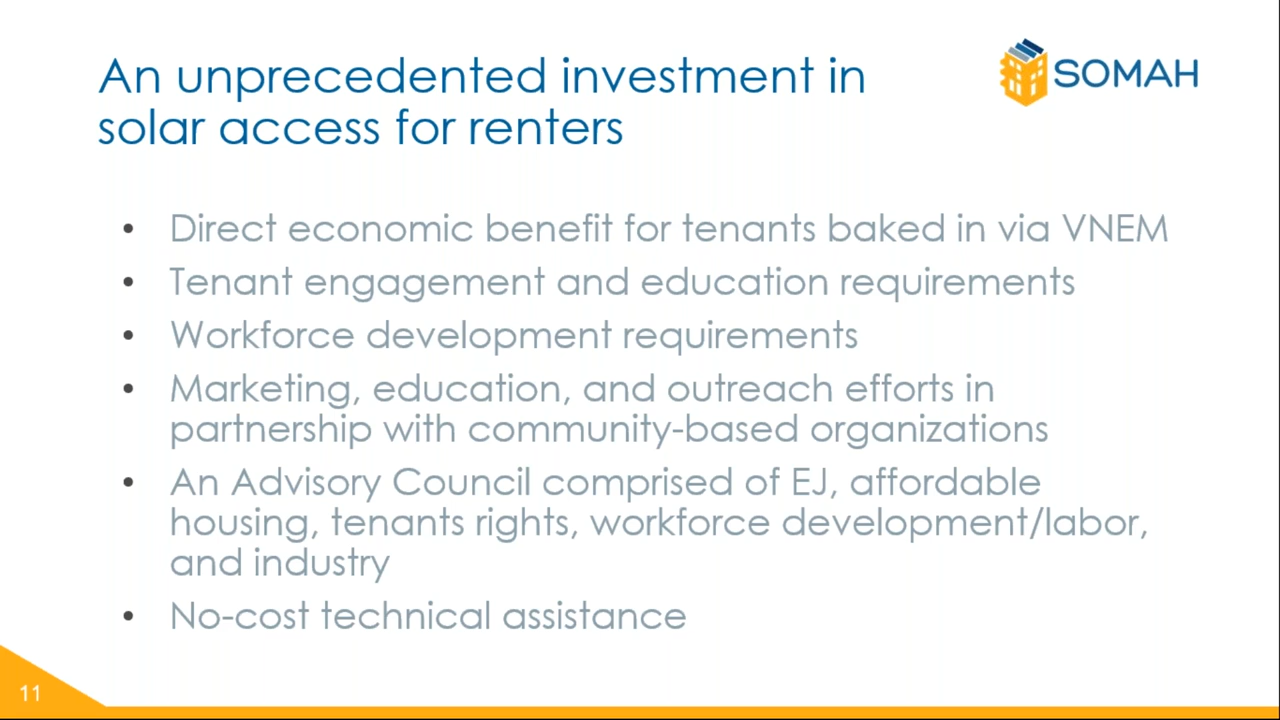 An unprecedented investment in
solar access for renters
SOMAH
• Direct economic benefit for tenants baked in via VNEM
• Tenant engagement and education requirements
• Workforce development requirements
• Marketing, education, and outreach efforts in
partnership with community-based organizations
• An Advisory Council comprised of EJ, affordable
housing, tenants rights, workforce development/labor,
and industry
• No-cost technical assistance
11